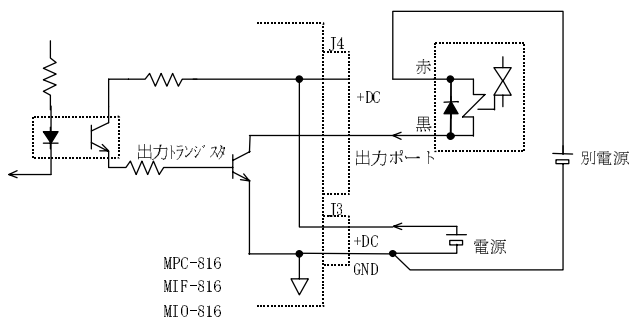 J4
赤
+DC
黒
出力トランジスタ
出力ポート
別電源
J3
+DC
電源
GND
MPC-816
MIF-816
MIO-816